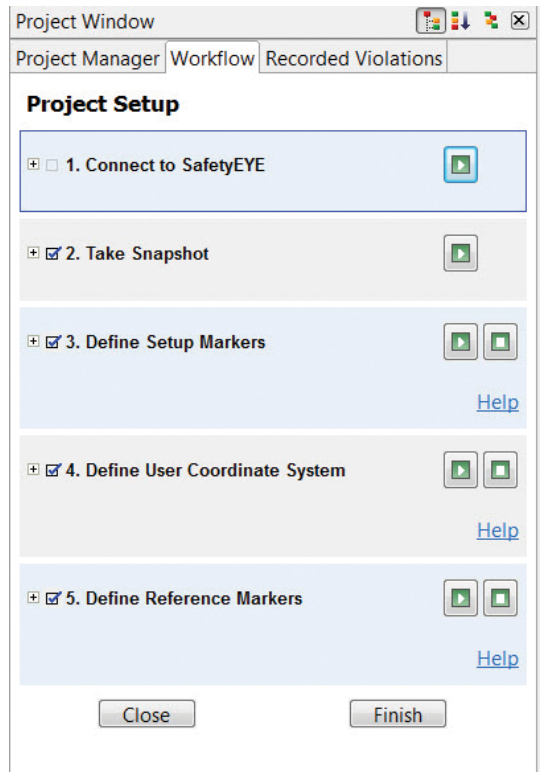 Project Window
Project Manager Workflow Recorded Violations
Project Setup
1. Connect to SafetyEYE
2. Take Snapshot
3. Define Setup Markers
Help
4. Define User Coordinate System
Help
5. Define Reference Markers
Help
Close Finish